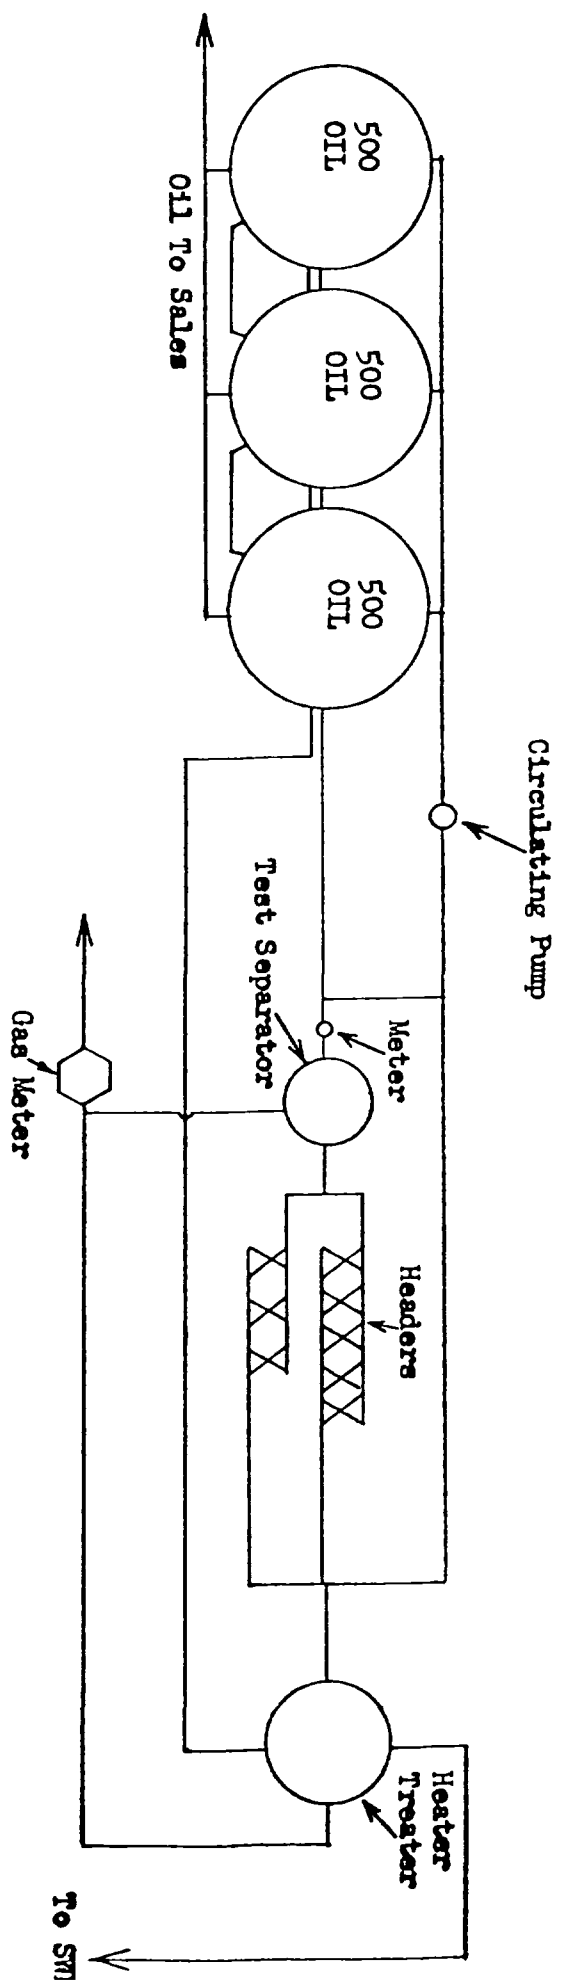 500
OIL
500
OIL
500
OIL
Oil To Sales
Circulating Pump
Test Separator
Meter
Gas Meter
Headers
Heater
Treater
To